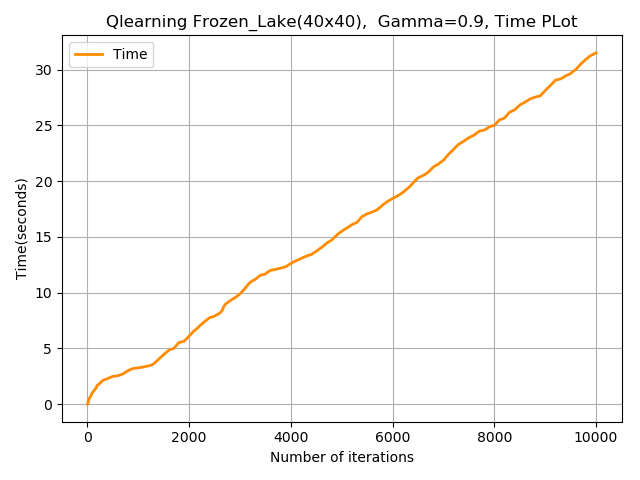 Qlearning Frozen_Lake(40x40),  Gamma=0.9, Time PLot
Time
30
25
20
15
10
5
0
Time(seconds)
0 2000 4000 6000 8000 10000
Number of iterations